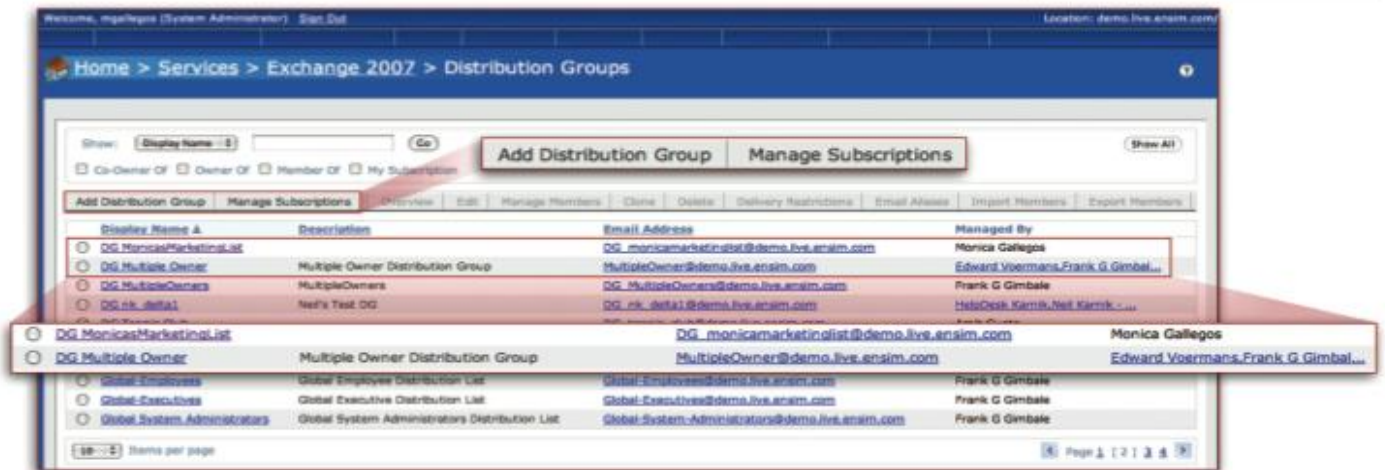 Welcome, mgallegos (System Administrator) Sign Out
Location: demo.live.ensim.com/
Home > Services > Exchange 2007 > Distribution Groups
Show: Display Name Go
Show All
Co-Owner Of Owner Of Member Of My Subscription
Add Distribution Group Manage Subscriptions
Add Distribution Group Manage Subscriptions Overview Edit Manage Members Clone Delete Delivery Restrictions Email Aliases Import Members Export Members
Display Name Description Email Address Managed By
DG MonicasMarketingList DG_monicamarketinglist@demo.live.ensim.com Monica Gallegos
DG Multiple Owner Multiple Owner Distribution Group MultipleOwner@demo.live.ensim.com Edward Voermans,Frank G Gimbal...
DG MultipleOwners MultipleOwners DG_MultipleOwners@demo.live.ensim.com Frank G Gimbale
DG nk_delta1 Neil's Test DG DG_nk_delta1@demo.live.ensim.com HelpDesk Karnik,Neil Karnik - ...
DG MonicasMarketingList DG_monicamarketinglist@demo.live.ensim.com Monica Gallegos
DG Multiple Owner Multiple Owner Distribution Group MultipleOwner@demo.live.ensim.com Edward Voermans,Frank G Gimbal...
Global-Employees Global Employee Distribution List Global-Employees@demo.live.ensim.com Frank G Gimbale
Global-Executives Global Executive Distribution List Global-Executives@demo.live.ensim.com Frank G Gimbale
Global System Administrators Global System Administrators Distribution List Global-System-Administrators@demo.live.ensim.com Frank G Gimbale
10 Items per page
Page 1 [2] 3 4